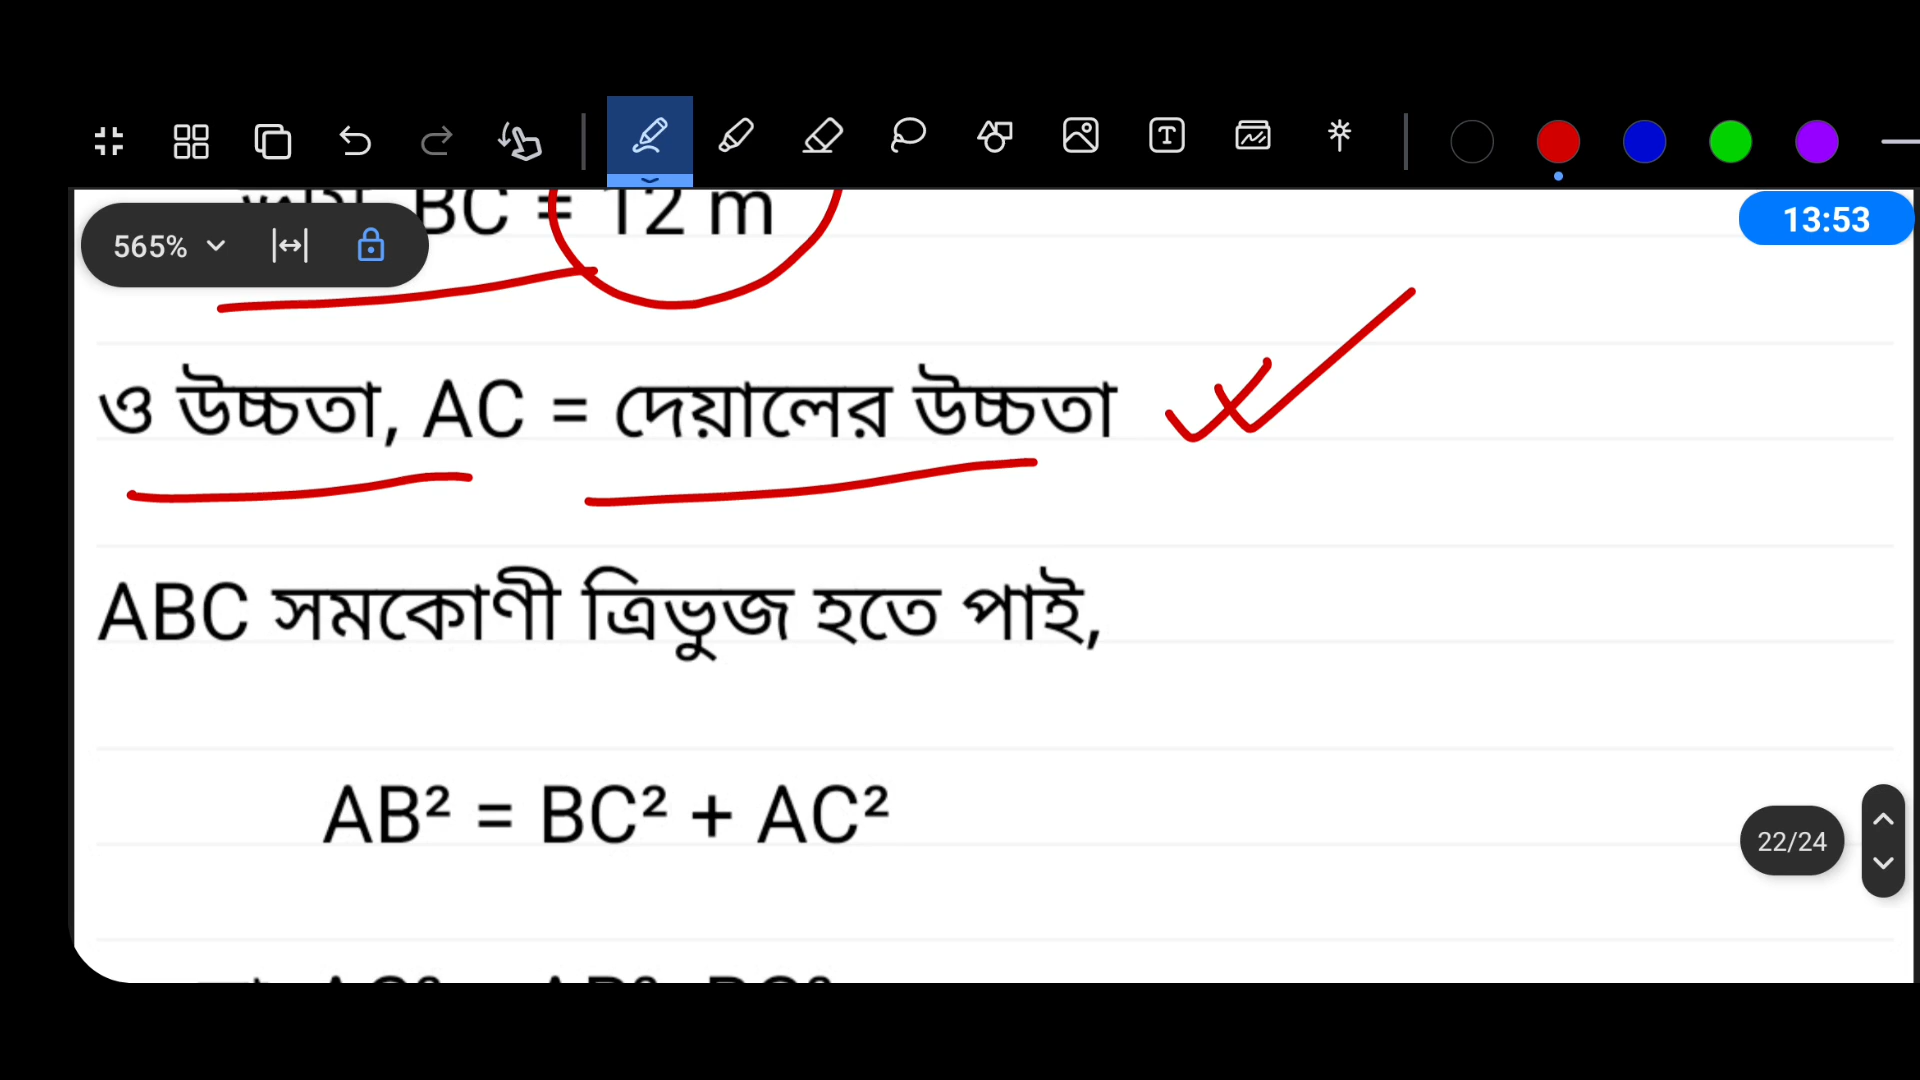 565%
BC = 12 m
13:53
ও উচ্চতা, AC = দেয়ালের উচ্চতা
ABC সমকোণী ত্রিভুজ হতে পাই,
AB² = BC² + AC²
22/24